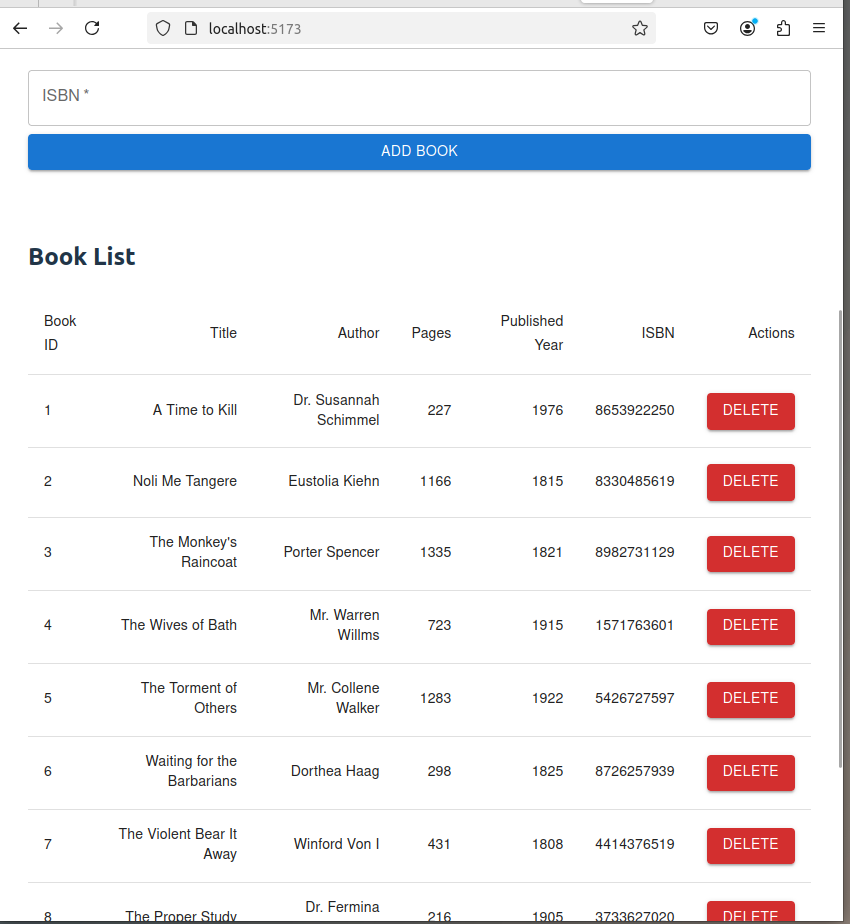 localhost:5173
ISBN *
ADD BOOK
Book List
Book ID Title Author Pages Published Year ISBN Actions
1 A Time to Kill Dr. Susannah Schimmel 227 1976 8653922250 DELETE
2 Noli Me Tangere Eustolia Kiehn 1166 1815 8330485619 DELETE
3 The Monkey's Raincoat Porter Spencer 1335 1821 8982731129 DELETE
4 The Wives of Bath Mr. Warren Willms 723 1915 1571763601 DELETE
5 The Torment of Others Mr. Collene Walker 1283 1922 5426727597 DELETE
6 Waiting for the Barbarians Dorthea Haag 298 1825 8726257939 DELETE
7 The Violent Bear It Away Winford Von I 431 1808 4414376519 DELETE
8 The Proper Study Dr. Fermina 216 1905 3733627020 DELETE